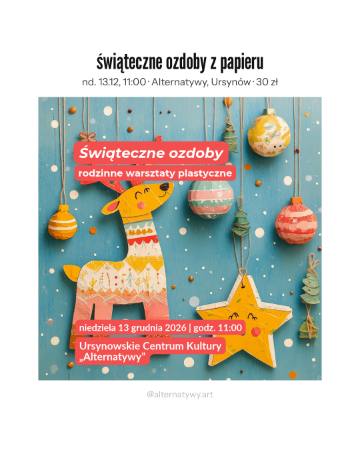 świąteczne ozdoby z papieru
nd. 13.12, 11:00 · Alternatywy, Ursynów · 30 zł
Świąteczne ozdoby
rodzinne warsztaty plastyczne
niedziela 13 grudnia 2026 | godz. 11:00
Ursynowskie Centrum Kultury
„Alternatywy”
@alternatywy.art